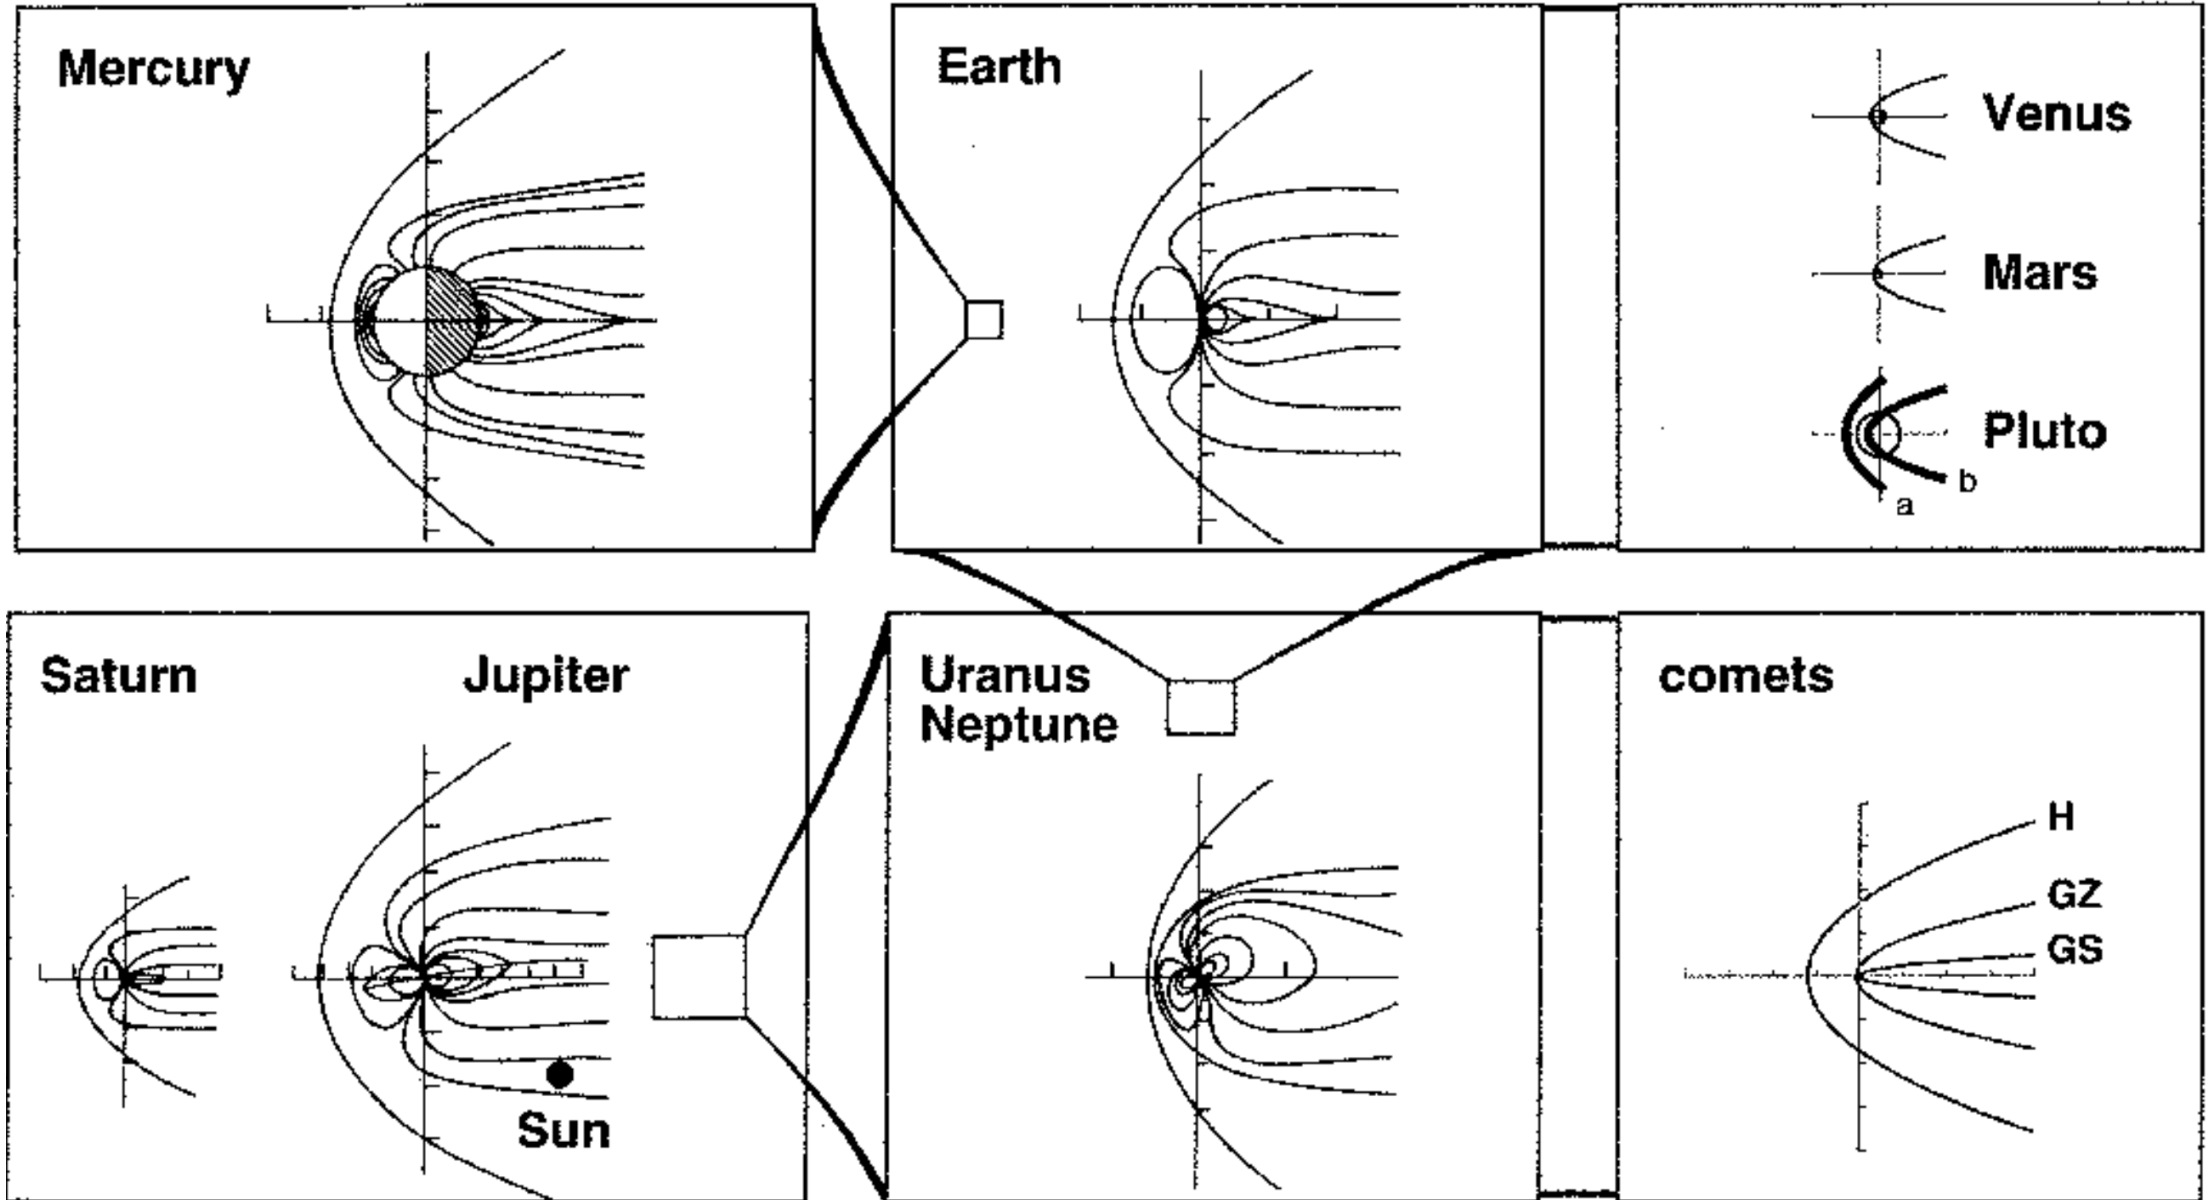 Mercury
Earth
Venus
Mars
Pluto
b
a
Saturn
Jupiter
Sun
Uranus
Neptune
comets
H
GZ
GS